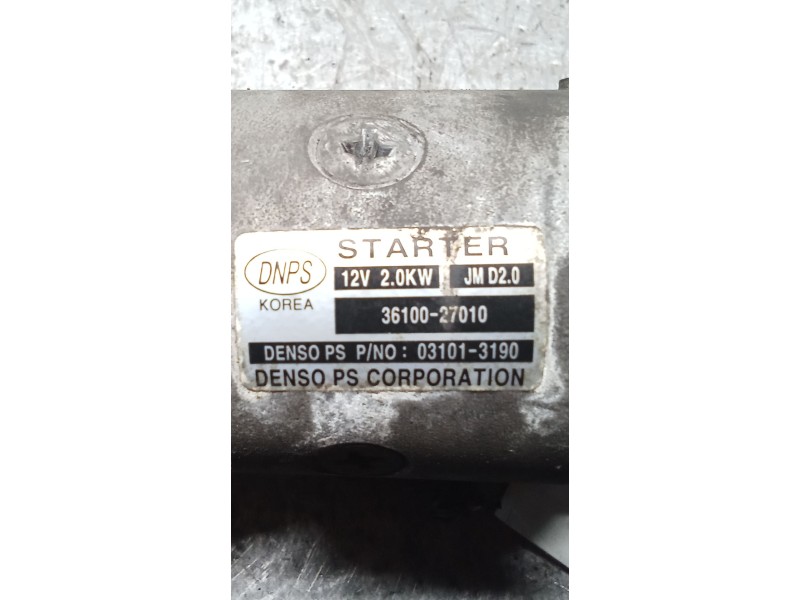 STARTER
DNPS
12V 2.0KW JM D2.0
KOREA
36100-27010
DENSO PS P/NO : 03101-3190
DENSO PS CORPORATION